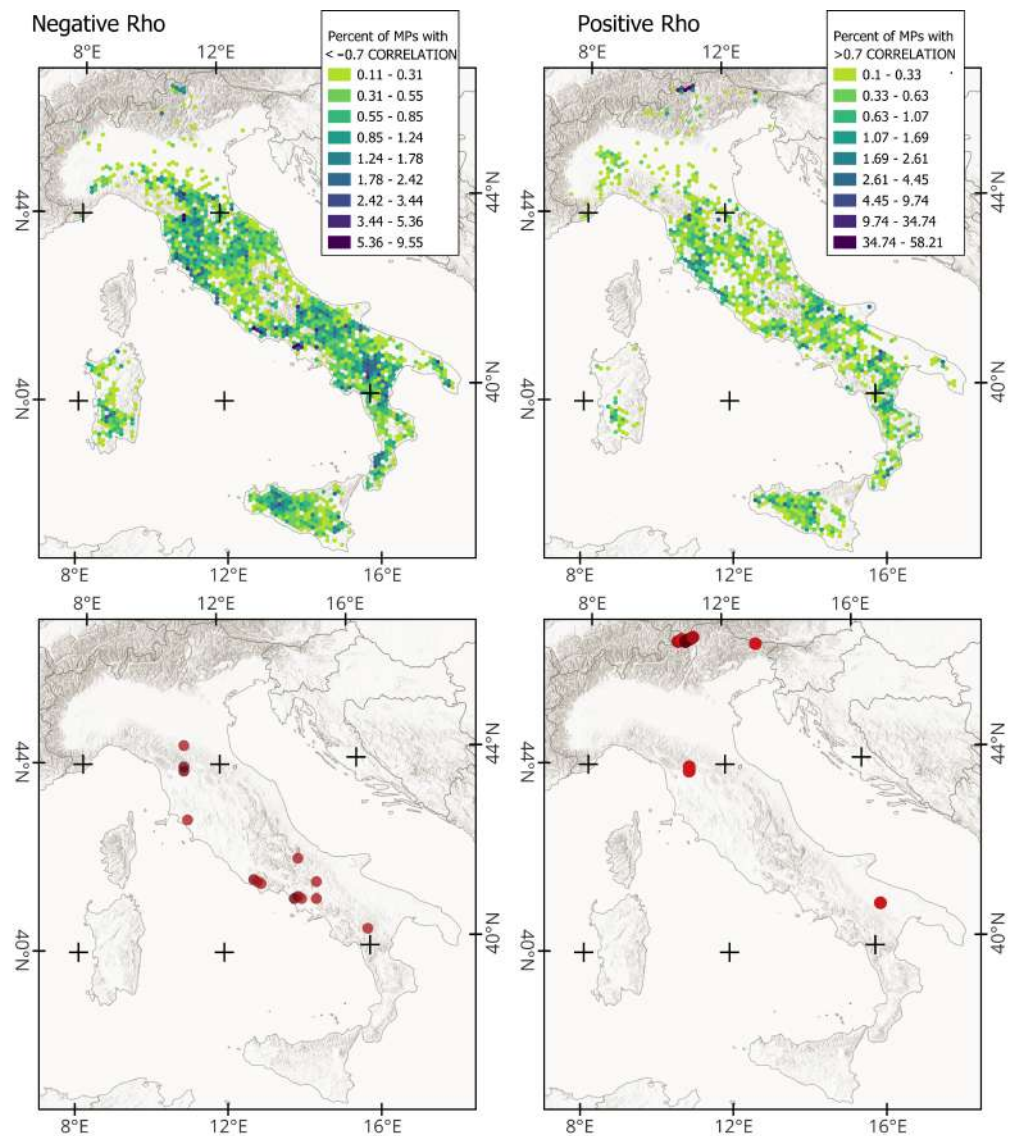 Negative Rho
8°E
12°E
Percent of MPs with
< −0.7 CORRELATION
0.11 - 0.31
0.31 - 0.55
0.55 - 0.85
0.85 - 1.24
1.24 - 1.78
1.78 - 2.42
2.42 - 3.44
3.44 - 5.36
5.36 - 9.55
44°N
44°N
40°N
40°N
8°E
12°E
16°E
Positive Rho
8°E
12°E
Percent of MPs with
>0.7 CORRELATION
0.1 - 0.33
0.33 - 0.63
0.63 - 1.07
1.07 - 1.69
1.69 - 2.61
2.61 - 4.45
4.45 - 9.74
9.74 - 34.74
34.74 - 58.21
44°N
44°N
40°N
40°N
8°E
12°E
16°E
8°E
12°E
16°E
44°N
44°N
40°N
40°N
8°E
12°E
16°E
8°E
12°E
16°E
44°N
44°N
40°N
40°N
8°E
12°E
16°E